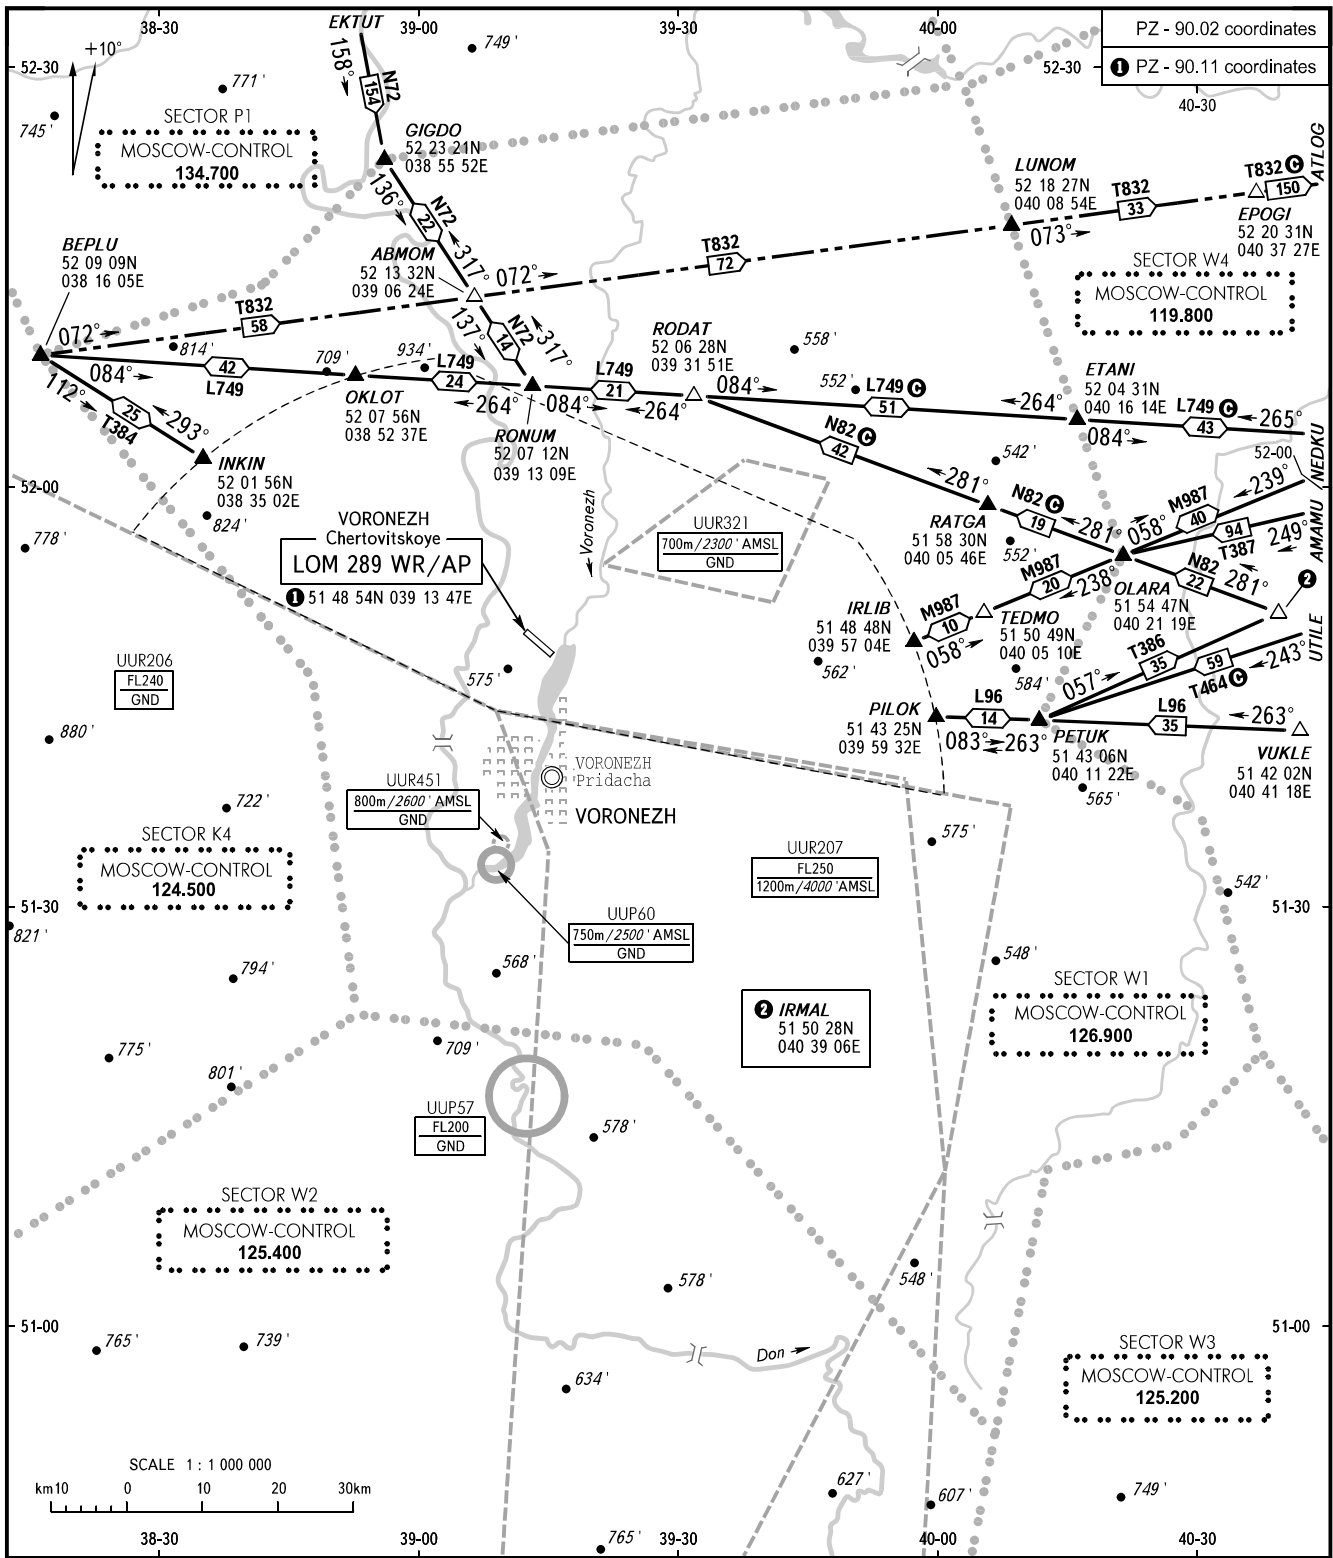 38-30
EKTUT
39-00
39-30
40-00
PZ - 90.02 coordinates
❶ PZ - 90.11 coordinates
52-30
+10°
749'
52-30
40-30
771'
745'
158°
154
N72
SECTOR P1
MOSCOW-CONTROL
134.700
GIGDO
52 23 21N
038 55 52E
136°
22
N72
317°
LUNOM
52 18 27N
040 08 54E
T832
33
073°
T832 C
150
ATLOG
EPOGI
52 20 31N
040 37 27E
BEPLU
52 09 09N
038 16 05E
ABMOM
52 13 32N
039 06 24E
072°
T832
72
SECTOR W4
MOSCOW-CONTROL
119.800
T832
58
072°
137°
N72
14
317°
814'
709'
934'
RODAT
52 06 28N
039 31 51E
558'
552'
42
L749
084°
L749
24
264°
L749
21
084°
264°
084°
L749 C
51
264°
ETANI
52 04 31N
040 16 14E
084°
L749 C
43
265°
OKLOT
52 07 56N
038 52 37E
RONUM
52 07 12N
039 13 09E
112°
25
T384
293°
INKIN
52 01 56N
038 35 02E
N82 C
42
281°
542'
52-00
NEDKU
52-00
824'
778'
VORONEZH
Chertovitskoye
LOM 289 WR/AP
❶ 51 48 54N 039 13 47E
Voronezh
UUR321
700m/2300' AMSL
GND
RATGA
51 58 30N
040 05 46E
N82 C
19
281°
552'
058°
M987
40
239°
AMAMU
94
T387
249°
M987
20
238°
N82
22
281°
❷
OLARA
51 54 47N
040 21 19E
IRLIB
51 48 48N
039 57 04E
M987
10
058°
TEDMO
51 50 49N
040 05 10E
584'
T386
35
057°
59
T464 C
243°
UTILE
562'
575'
UUR206
FL240
GND
880'
PILOK
51 43 25N
039 59 32E
L96
14
083°
263°
PETUK
51 43 06N
040 11 22E
565'
L96
35
263°
VUKLE
51 42 02N
040 41 18E
VORONEZH
Pridacha
VORONEZH
UUR451
800m/2600' AMSL
GND
722'
575'
SECTOR K4
MOSCOW-CONTROL
124.500
UUR207
FL250
1200m/4000'AMSL
542'
51-30
821'
UUP60
750m/2500' AMSL
GND
51-30
568'
548'
794'
SECTOR W1
MOSCOW-CONTROL
126.900
❷ IRMAL
51 50 28N
040 39 06E
709'
775'
801'
UUP57
FL200
GND
578'
SECTOR W2
MOSCOW-CONTROL
125.400
578'
548'
51-00
765'
739'
Don
51-00
SECTOR W3
MOSCOW-CONTROL
125.200
634'
SCALE 1 : 1 000 000
km10 0 10 20 30km
627'
607'
749'
38-30
39-00
39-30
40-00
40-30
765'